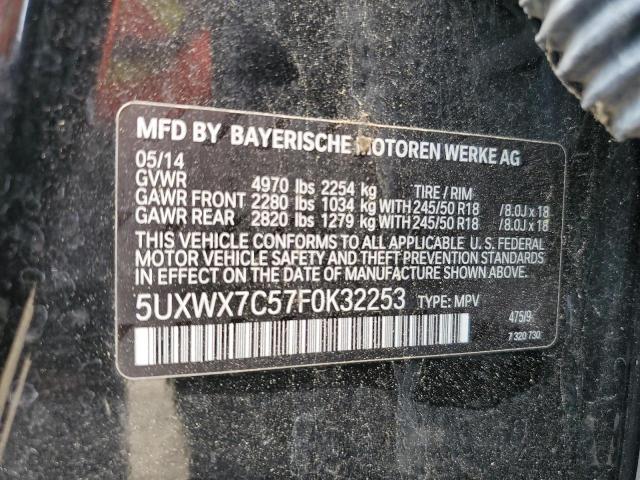 MFD BY BAYERISCHE MOTOREN WERKE AG
05/14
GVWR 4970 lbs 2254 kg TIRE / RIM
GAWR FRONT 2280 lbs 1034 kg WITH 245/50 R18 /8.0J x 18
GAWR REAR 2820 lbs 1279 kg WITH 245/50 R18 /8.0J x 18
THIS VEHICLE CONFORMS TO ALL APPLICABLE U. S. FEDERAL
MOTOR VEHICLE SAFETY AND THEFT PREVENTION STANDARDS
IN EFFECT ON THE DATE OF MANUFACTURE SHOWN ABOVE.
5UXWX7C57F0K32253 TYPE: MPV
475/9
7 320 730